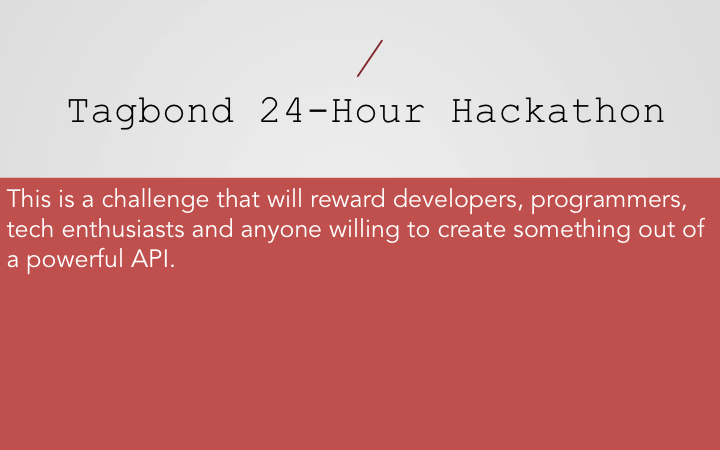 Tagbond 24-Hour Hackathon
This is a challenge that will reward developers, programmers,
tech enthusiasts and anyone willing to create something out of
a powerful API.